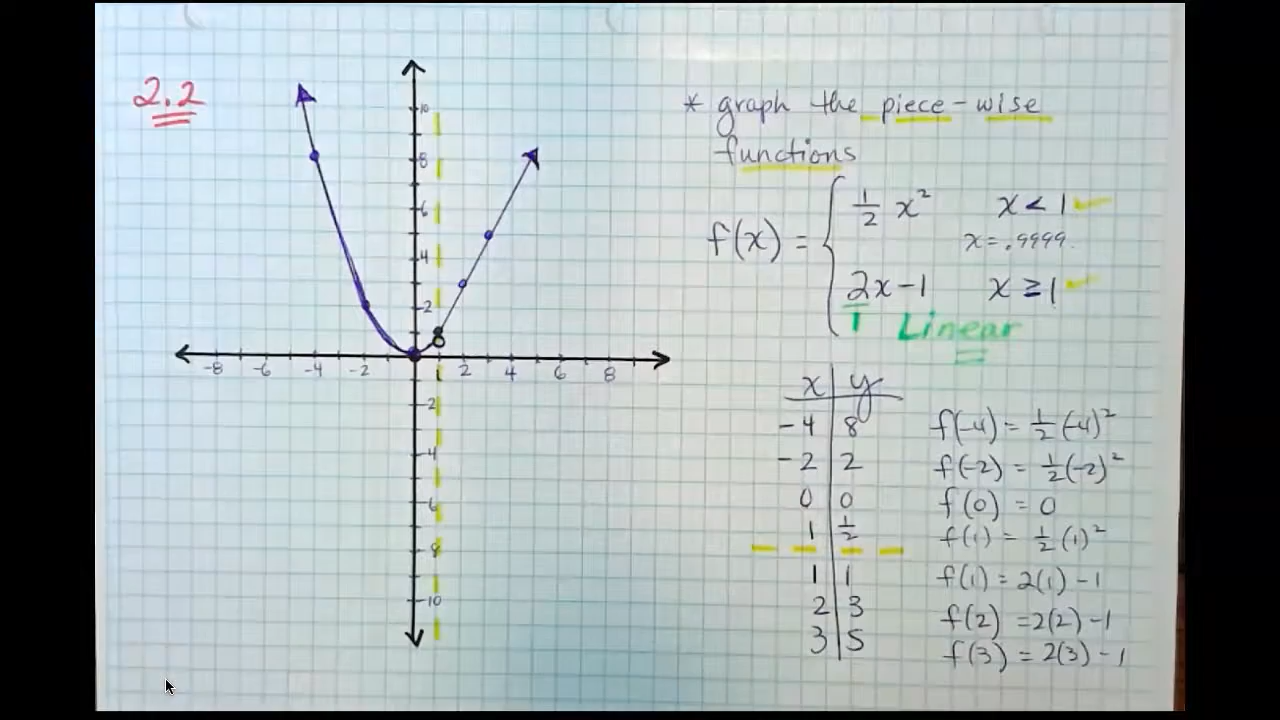 2.2
* graph the piece-wise
functions
f(x) = { 1/2 x² x < 1
x = .9999
2x-1 x ≥ 1
Linear
10
8
6
4
2
-8 -6 -4 -2 1 2 4 6 8
-2
-4
-6
-8
-10
x y
-4 8 f(-4) = 1/2 (-4)²
-2 2 f(-2) = 1/2 (-2)²
0 0 f(0) = 0
1 1/2 f(1) = 1/2 (1)²
1 1 f(1) = 2(1) - 1
2 3 f(2) = 2(2) - 1
3 5 f(3) = 2(3) - 1